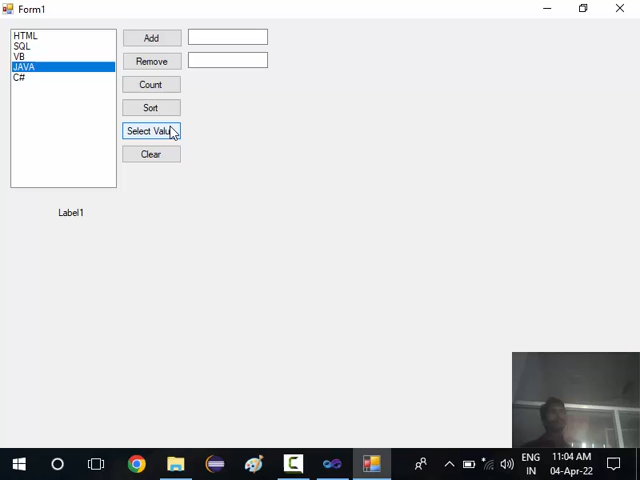 Form1
HTML
SQL
VB
JAVA
C#
Add
Remove
Count
Sort
Select Valu
Clear
Label1
ENG
IN
11:04 AM
04-Apr-22